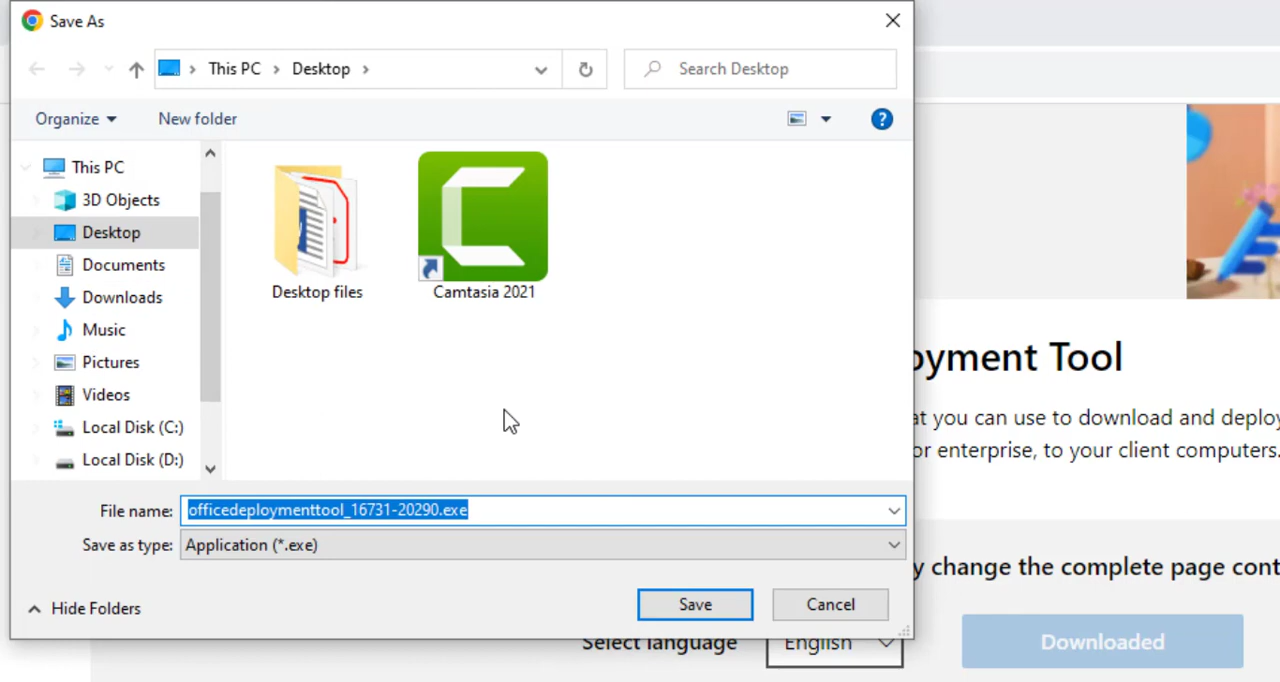 Save As
This PC > Desktop >
Search Desktop
Organize
New folder
This PC
3D Objects
Desktop
Documents
Downloads
Music
Pictures
Videos
Local Disk (C:)
Local Disk (D:)
Desktop files
Camtasia 2021
File name: officedeploymenttool_16731-20290.exe
Save as type: Application (*.exe)
Hide Folders
Save
Cancel
oyment Tool
at you can use to download and deploy
or enterprise, to your client computers.
y change the complete page cont
Select language
English
Downloaded